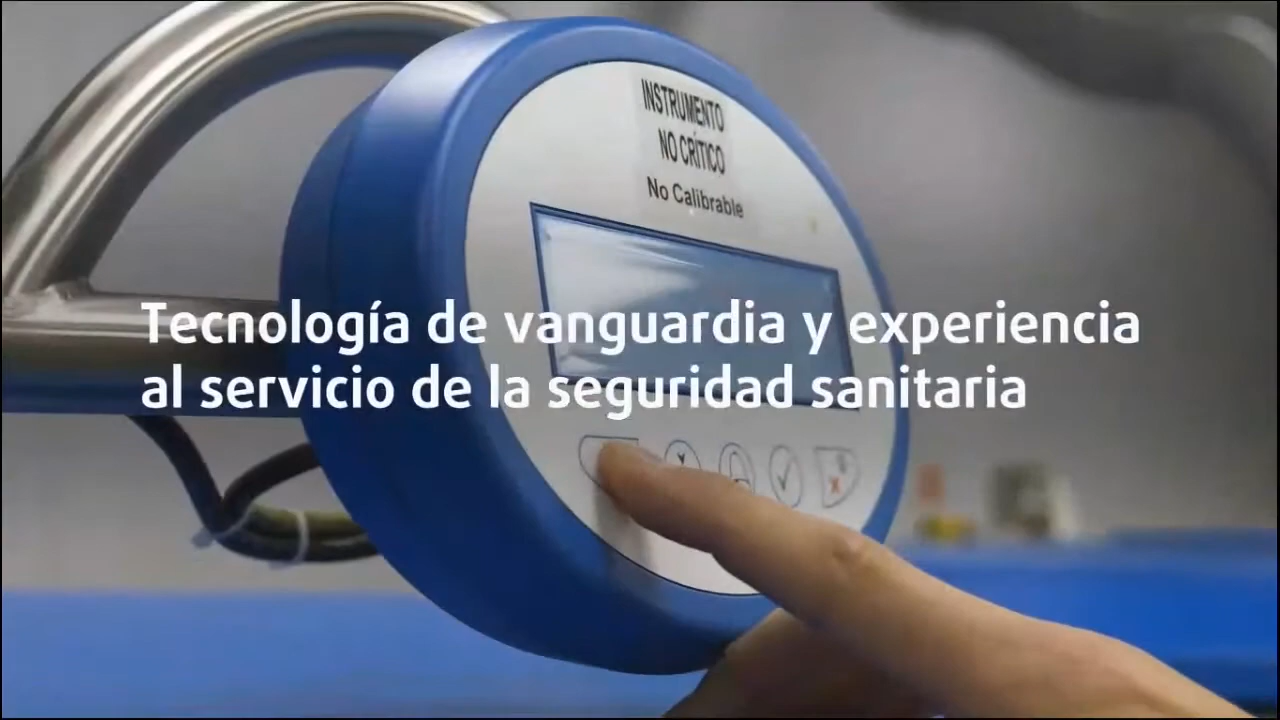 INSTRUMENTO
NO CRÍTICO
No Calibrable
Tecnología de vanguardia y experiencia
al servicio de la seguridad sanitaria